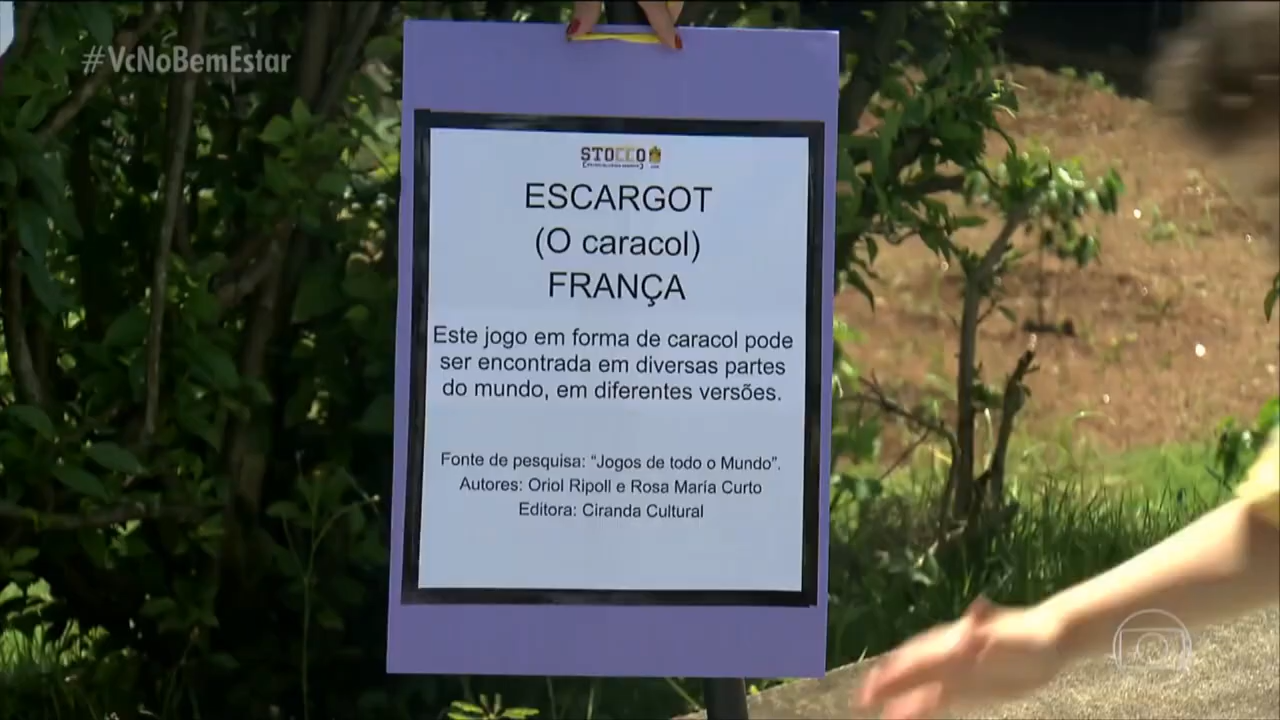 #VcNoBemEstar
STOCCO
ESCARGOT
(O caracol)
FRANÇA
Este jogo em forma de caracol pode
ser encontrada em diversas partes
do mundo, em diferentes versões.
Fonte de pesquisa: “Jogos de todo o Mundo”.
Autores: Oriol Ripoll e Rosa María Curto
Editora: Ciranda Cultural